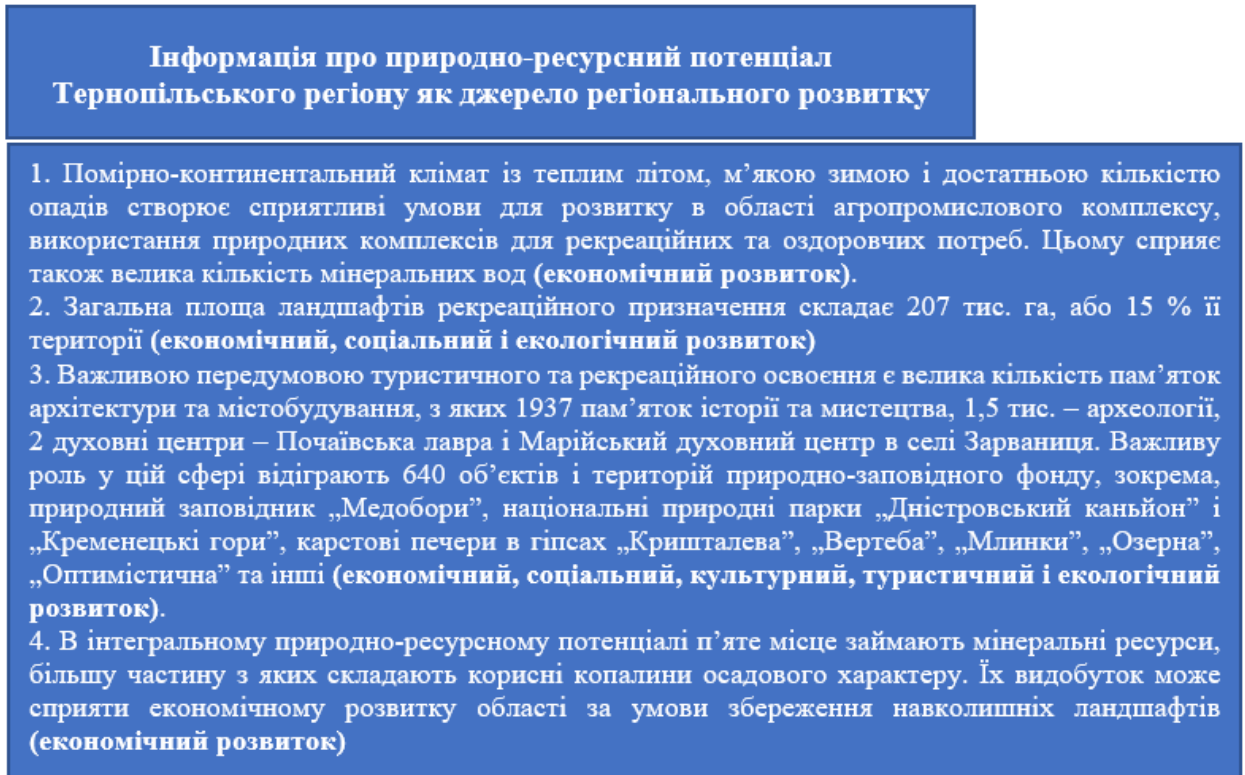 Інформація про природно-ресурсний потенціал
Тернопільського регіону як джерело регіонального розвитку
1. Помірно-континентальний клімат із теплим літом, м’якою зимою і достатньою кількістю
опадів створює сприятливі умови для розвитку в області агропромислового комплексу,
використання природних комплексів для рекреаційних та оздоровчих потреб. Цьому сприяє
також велика кількість мінеральних вод (економічний розвиток).
2. Загальна площа ландшафтів рекреаційного призначення складає 207 тис. га, або 15 % її
території (економічний, соціальний і екологічний розвиток)
3. Важливою передумовою туристичного та рекреаційного освоєння є велика кількість пам’яток
архітектури та містобудування, з яких 1937 пам’яток історії та мистецтва, 1,5 тис. – археології,
2 духовні центри – Почаївська лавра і Марійський духовний центр в селі Зарваниця. Важливу
роль у цій сфері відіграють 640 об’єктів і територій природно-заповідного фонду, зокрема,
природний заповідник „Медобори”, національні природні парки „Дністровський каньйон” і
„Кременецькі гори”, карстові печери в гіпсах „Кришталева”, „Вертеба”, „Млинки”, „Озерна”,
„Оптимістична” та інші (економічний, соціальний, культурний, туристичний і екологічний
розвиток).
4. В інтегральному природно-ресурсному потенціалі п’яте місце займають мінеральні ресурси,
більшу частину з яких складають корисні копалини осадового характеру. Їх видобуток може
сприяти економічному розвитку області за умови збереження навколишніх ландшафтів
(економічний розвиток)